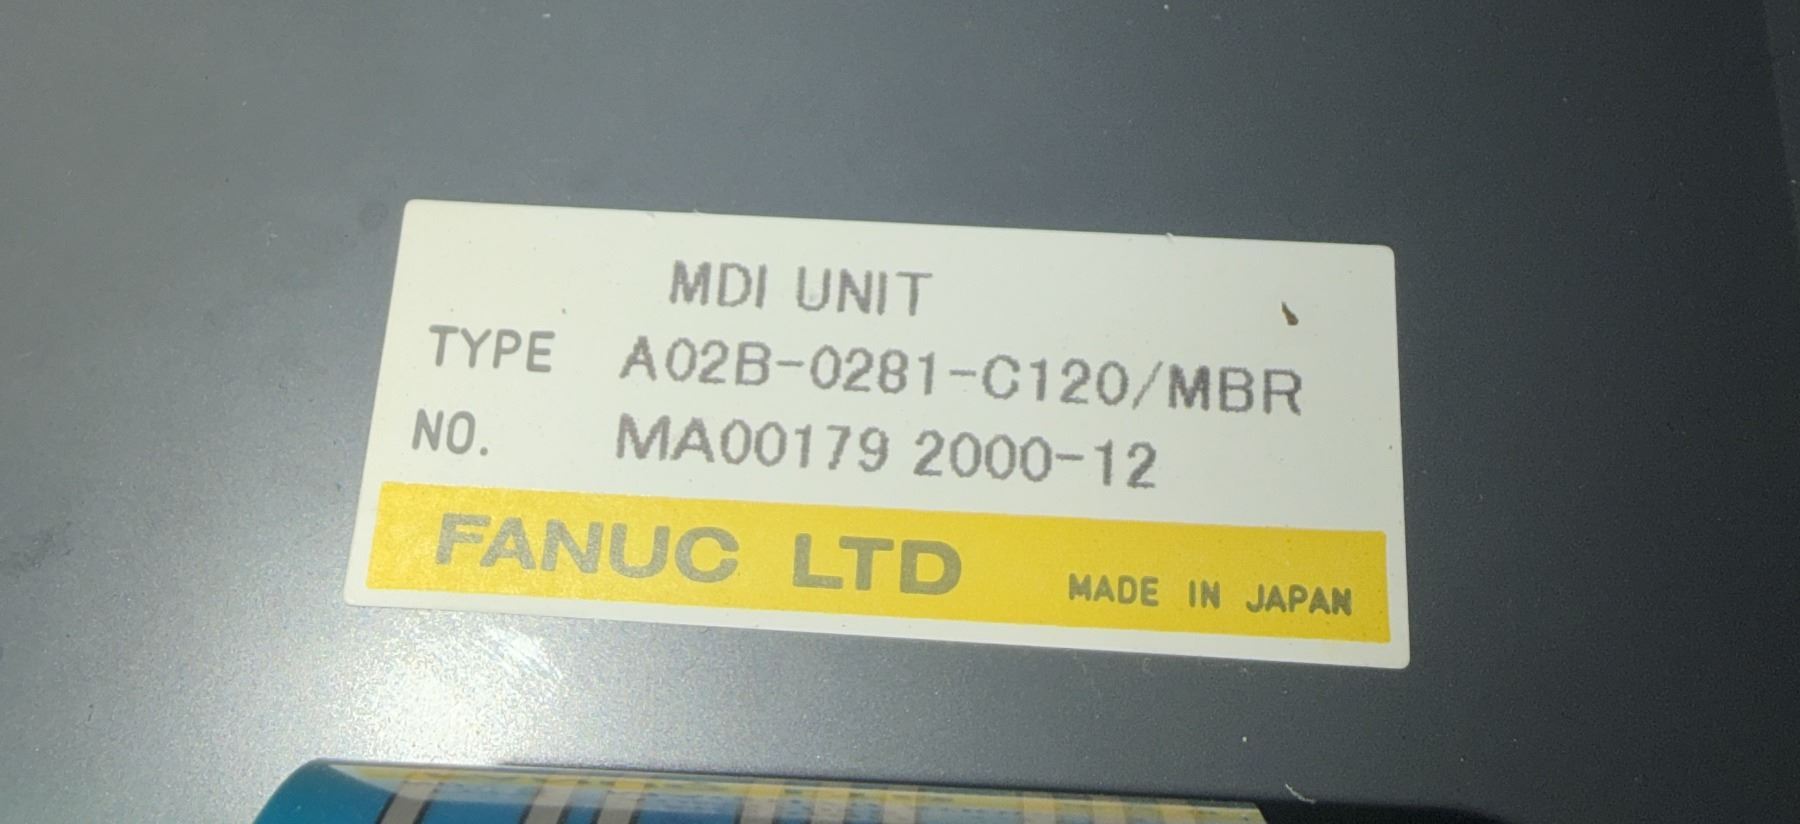 MDI UNIT
TYPE A02B-0281-C120/MBR
NO. MA00179 2000-12
FANUC LTD MADE IN JAPAN